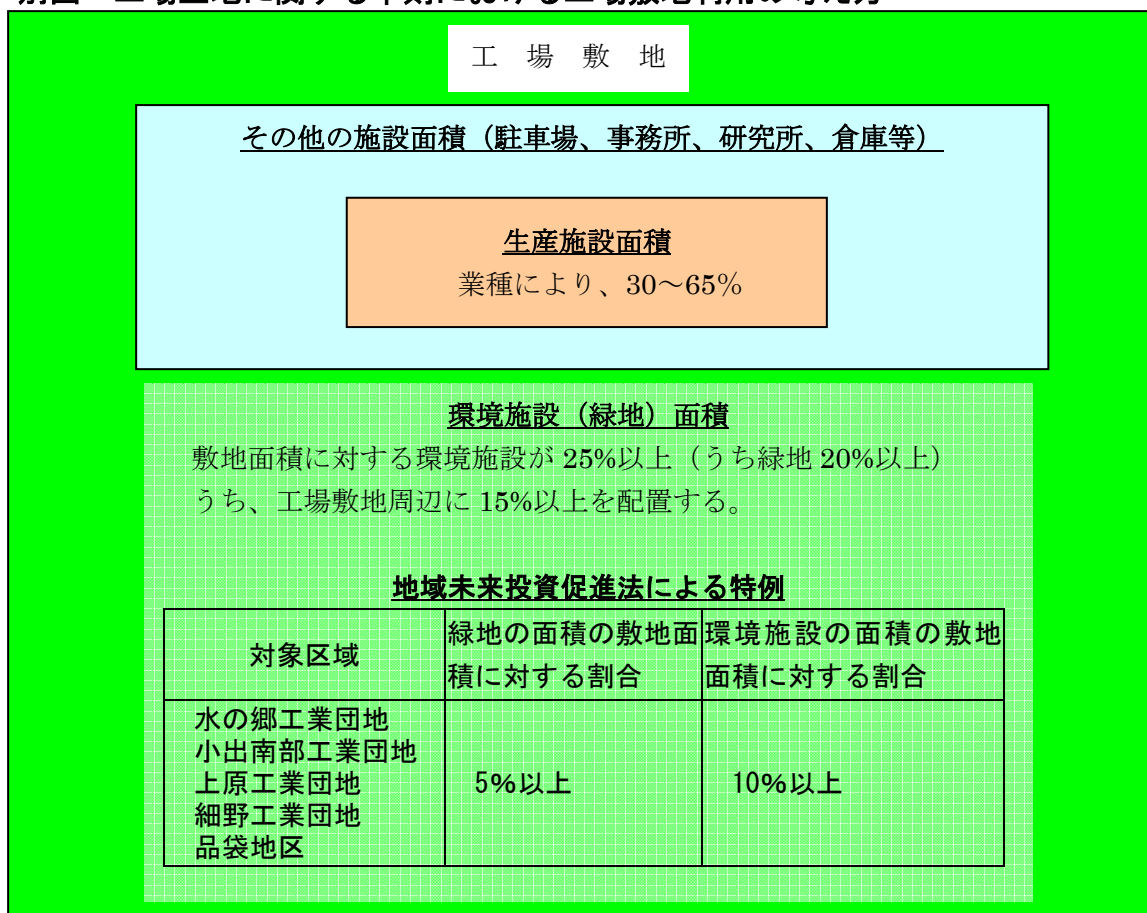 工 場 敷 地
その他の施設面積（駐車場、事務所、研究所、倉庫等）
生産施設面積
業種により、30～65％
環境施設（緑地）面積
敷地面積に対する環境施設が 25%以上（うち緑地 20%以上）
うち、工場敷地周辺に 15%以上を配置する。
地域未来投資促進法による特例
対象区域
緑地の面積の敷地面
積に対する割合
環境施設の面積の敷地
面積に対する割合
水の郷工業団地
小出南部工業団地
上原工業団地
細野工業団地
品袋地区
5%以上
10%以上